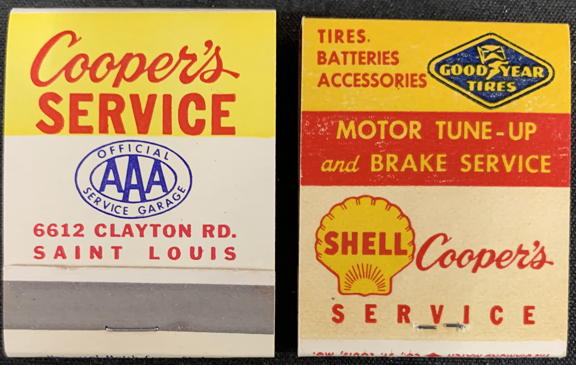 Cooper's
SERVICE
OFFICIAL
AAA
SERVICE GARAGE
6612 CLAYTON RD.
SAINT LOUIS
TIRES.
BATTERIES
ACCESSORIES
GOOD YEAR
TIRES
MOTOR TUNE-UP
and BRAKE SERVICE
SHELL Cooper's
SERVICE